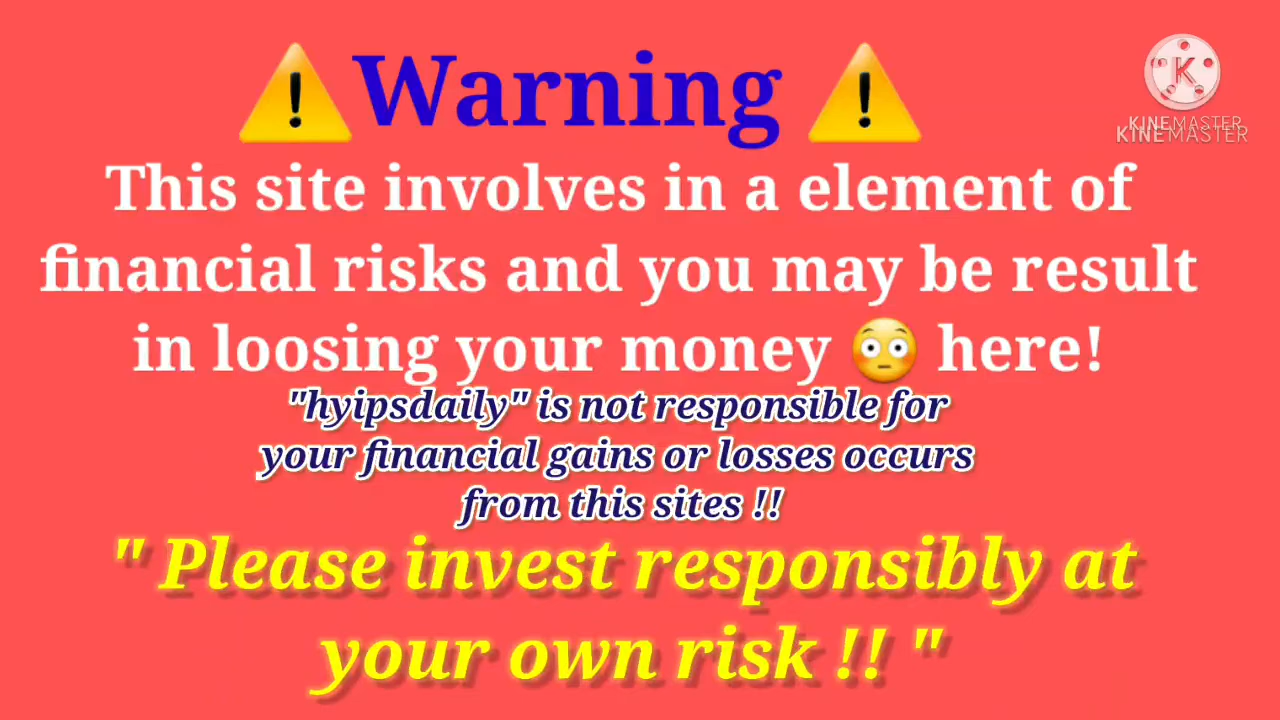 ⚠️Warning ⚠️
K
KINEMASTER
KINEMASTER
This site involves in a element of
financial risks and you may be result
in loosing your money 😳 here!
"hyipsdaily" is not responsible for
your financial gains or losses occurs
from this sites !!
" Please invest responsibly at
your own risk !! "